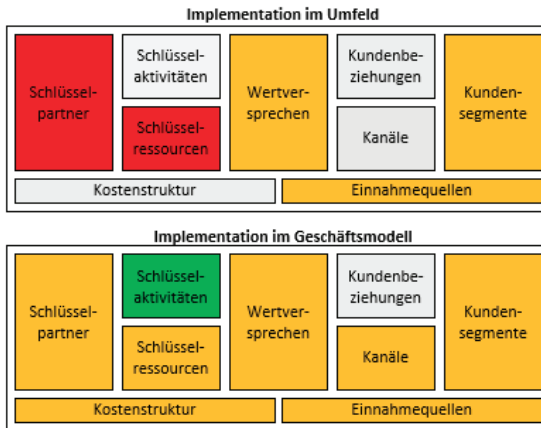 Implementation im Umfeld
Schlüssel-
partner
Schlüssel-
aktivitäten
Schlüssel-
ressourcen
Wertver-
sprechen
Kundenbe-
ziehungen
Kanäle
Kunden-
segmente
Kostenstruktur
Einnahmequellen
Implementation im Geschäftsmodell
Schlüssel-
partner
Schlüssel-
aktivitäten
Schlüssel-
ressourcen
Wertver-
sprechen
Kundenbe-
ziehungen
Kanäle
Kunden-
segmente
Kostenstruktur
Einnahmequellen